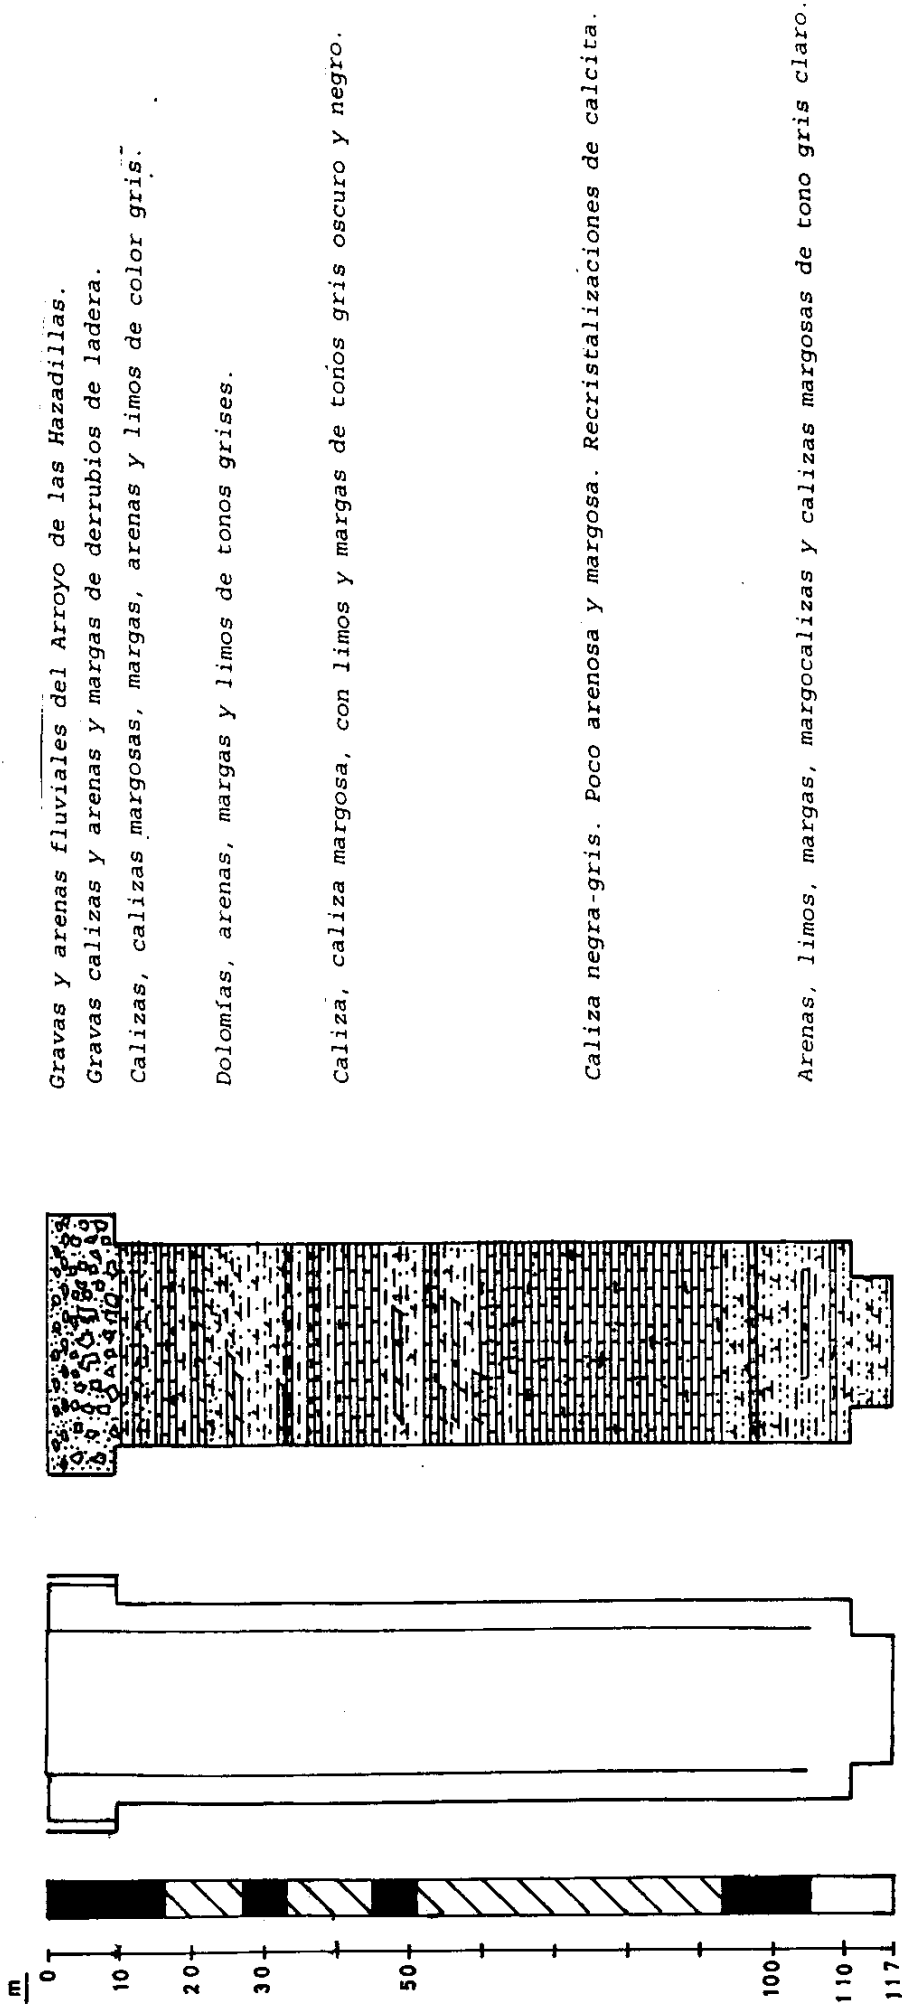 m
0
10
20
30
50
100
110
117
Gravas y arenas fluviales del Arroyo de las Hazadillas.
Gravas calizas y arenas y margas de derrubios de ladera.
Calizas, calizas margosas, margas, arenas y limos de color gris.
Dolomías, arenas, margas y limos de tonos grises.
Caliza, caliza margosa, con limos y margas de tonos gris oscuro y negro.
Caliza negra-gris. Poco arenosa y margosa. Recristalizaciones de calcita.
Arenas, limos, margas, margocalizas y calizas margosas de tono gris claro.